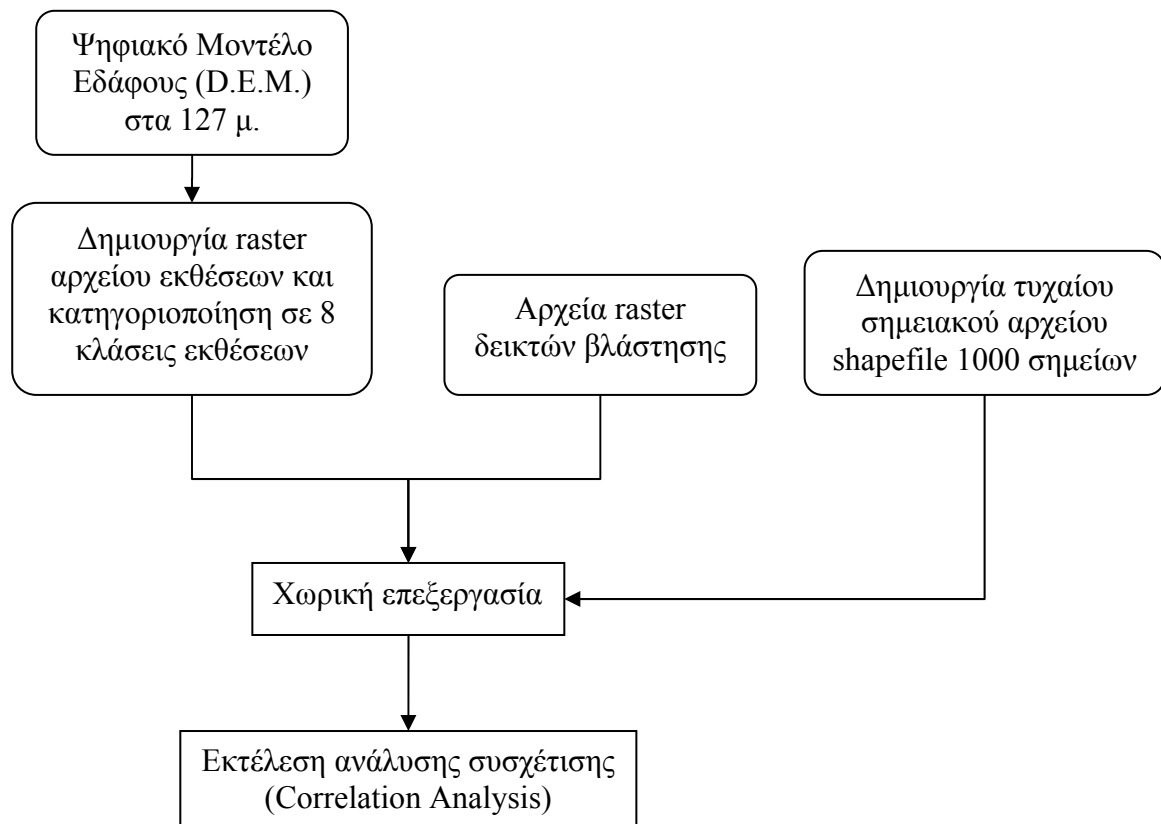 Ψηφιακό Μοντέλο
Εδάφους (D.E.M.)
στα 127 μ.
Δημιουργία raster
αρχείου εκθέσεων και
κατηγοριοποίηση σε 8
κλάσεις εκθέσεων
Αρχεία raster
δεικτών βλάστησης
Δημιουργία τυχαίου
σημειακού αρχείου
shapefile 1000 σημείων
Χωρική επεξεργασία
Εκτέλεση ανάλυσης συσχέτισης
(Correlation Analysis)